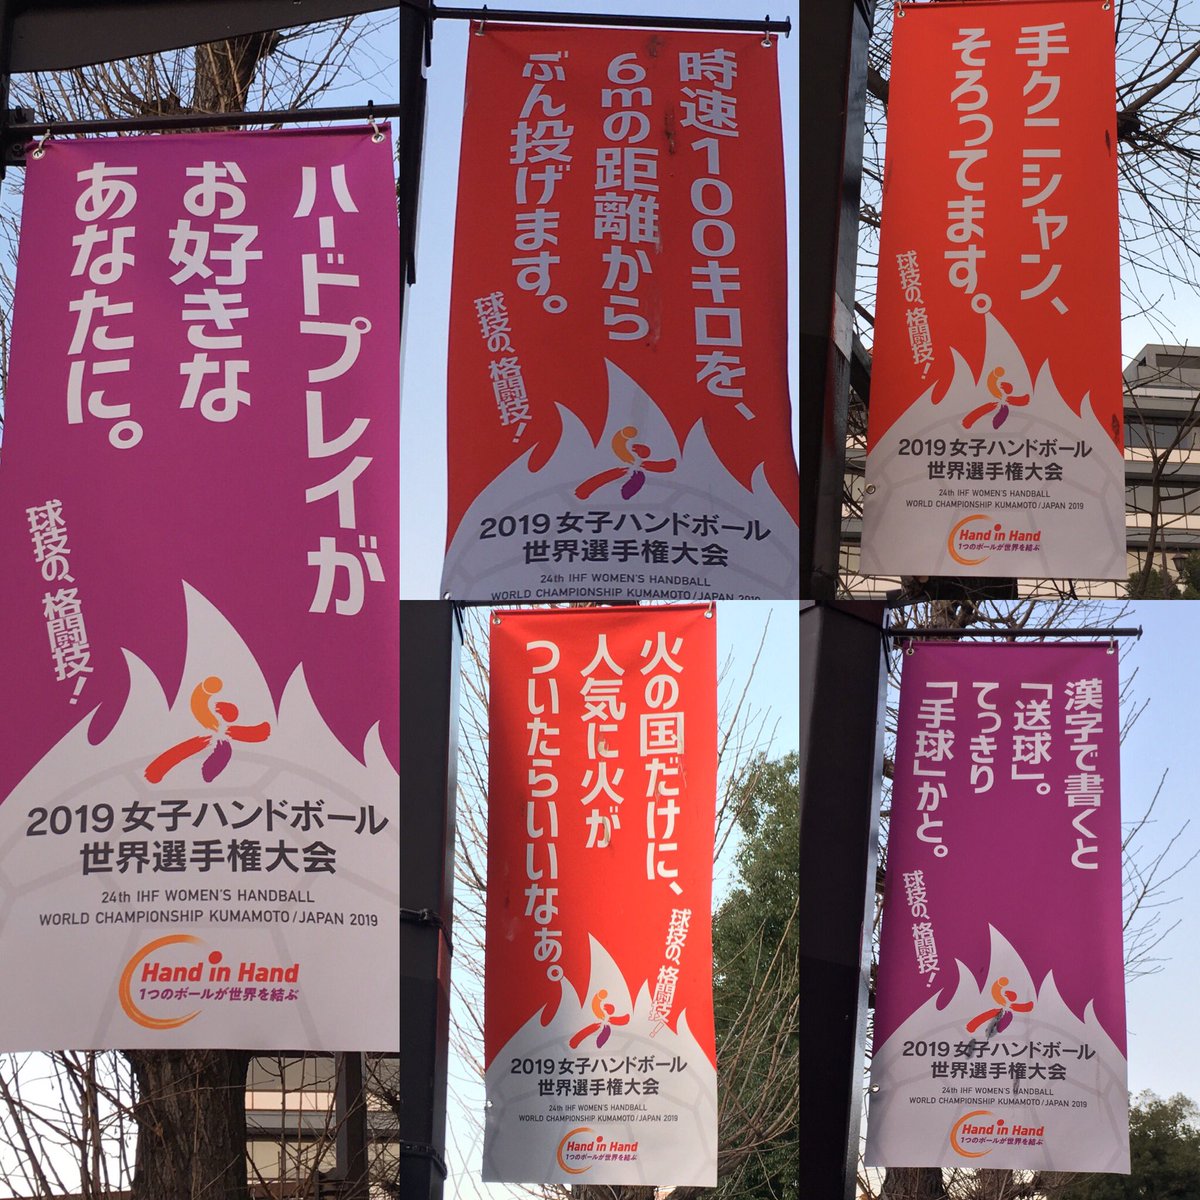 ハードプレイが
お好きな
あなたに。
球技の、格闘技！
2019 女子ハンドボール
世界選手権大会
24th IHF WOMEN'S HANDBALL
WORLD CHAMPIONSHIP KUMAMOTO/JAPAN 2019
Hand in Hand
1つのボールが世界を結ぶ
時速100キロを、
6mの距離から
ぶん投げます。
球技の、格闘技！
2019 女子ハンドボール
世界選手権大会
24th IHF WOMEN'S HANDBALL
WORLD CHAMPIONSHIP KUMAMOTO/JAPAN 2019
手クニシャン、
そろってます。
球技の、格闘技！
2019 女子ハンドボール
世界選手権大会
24th IHF WOMEN'S HANDBALL
WORLD CHAMPIONSHIP KUMAMOTO/JAPAN 2019
Hand in Hand
1つのボールが世界を結ぶ
火の国だけに、
人気に火が
ついたらいいなぁ。
球技の、格闘技！
2019 女子ハンドボール
世界選手権大会
24th IHF WOMEN'S HANDBALL
WORLD CHAMPIONSHIP KUMAMOTO/JAPAN 2019
Hand in Hand
1つのボールが世界を結ぶ
漢字で書くと
「送球」。
てっきり
「手球」かと。
球技の、格闘技！
2019 女子ハンドボール
世界選手権大会
24th IHF WOMEN'S HANDBALL
WORLD CHAMPIONSHIP KUMAMOTO/JAPAN 2019
Hand in Hand
1つのボールが世界を結ぶ